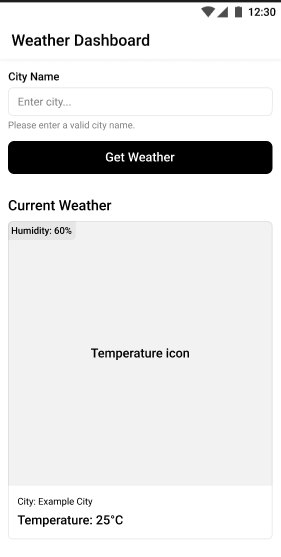 12:30
Weather Dashboard
City Name
Enter city...
Please enter a valid city name.
Get Weather
Current Weather
Humidity: 60%
Temperature icon
City: Example City
Temperature: 25°C